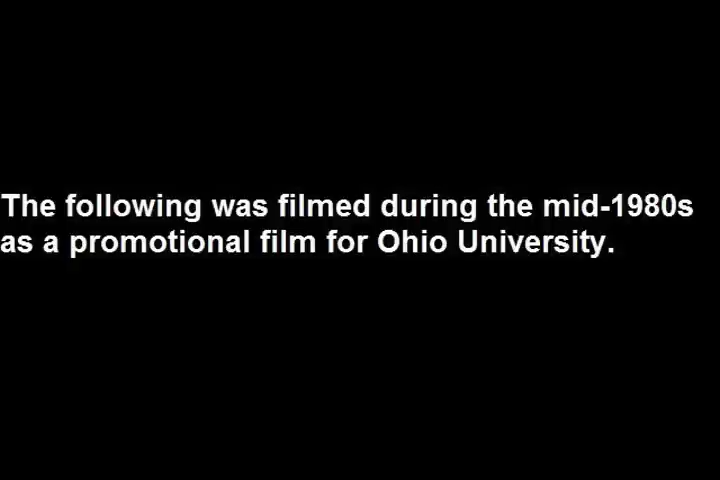 The following was filmed during the mid-1980s
as a promotional film for Ohio University.